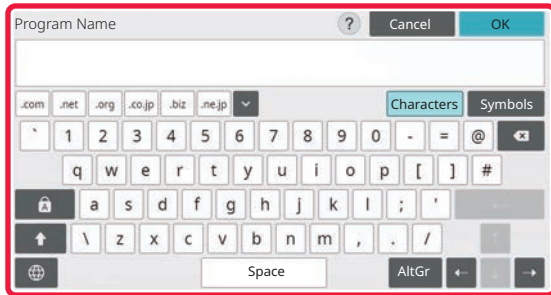 Program Name ? Cancel OK
.com .net .org .co.jp .biz .ne.jp Characters Symbols
` 1 2 3 4 5 6 7 8 9 0 - = @
q w e r t y u i o p [ ] #
A a s d f g h j k l ; '
\ z x c v b n m , . /
Space AltGr